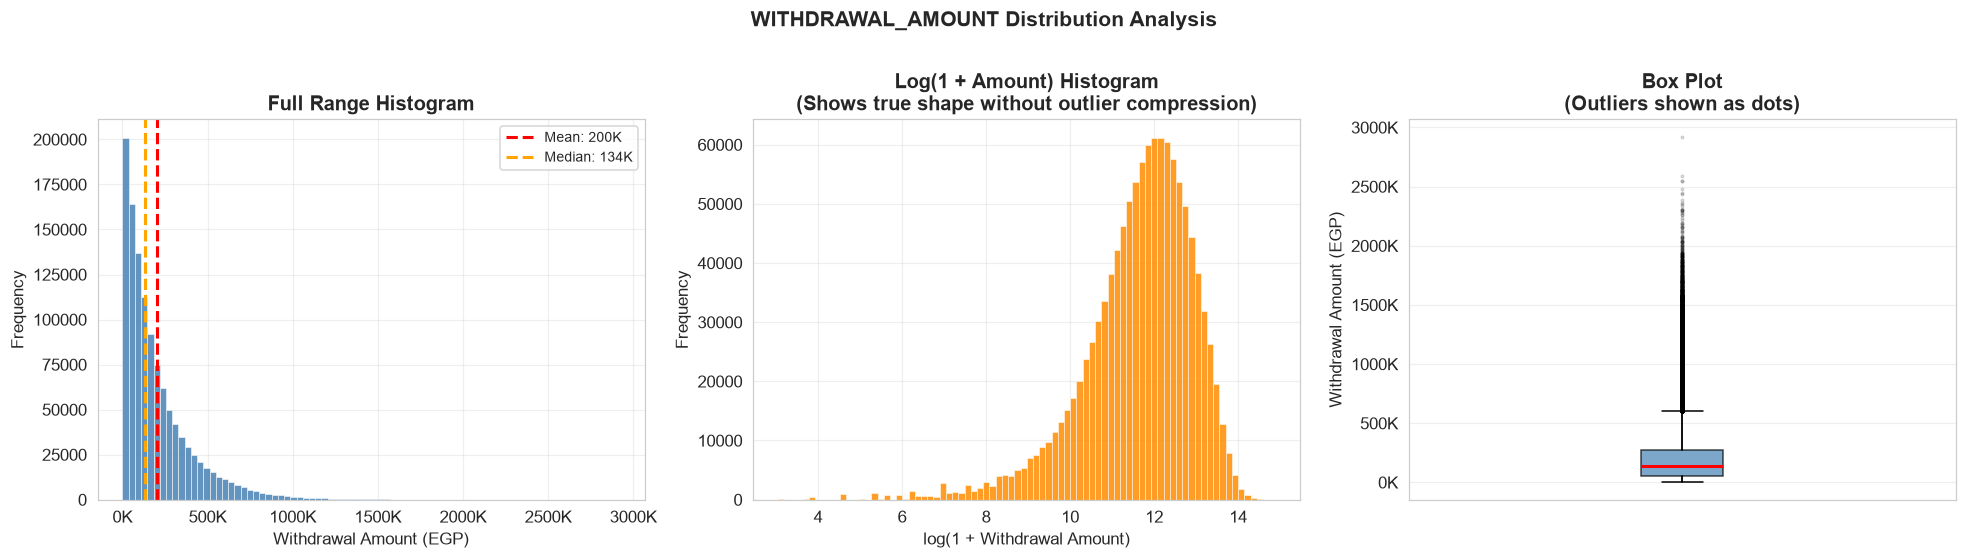 WITHDRAWAL_AMOUNT Distribution Analysis
Full Range Histogram
200000
175000
150000
125000
100000
75000
50000
25000
0
Frequency
Mean: 200K
Median: 134K
0K 500K 1000K 1500K 2000K 2500K 3000K
Withdrawal Amount (EGP)
Log(1 + Amount) Histogram
(Shows true shape without outlier compression)
60000
50000
40000
30000
20000
10000
0
Frequency
4 6 8 10 12 14
log(1 + Withdrawal Amount)
Box Plot
(Outliers shown as dots)
3000K
2500K
2000K
1500K
1000K
500K
0K
Withdrawal Amount (EGP)